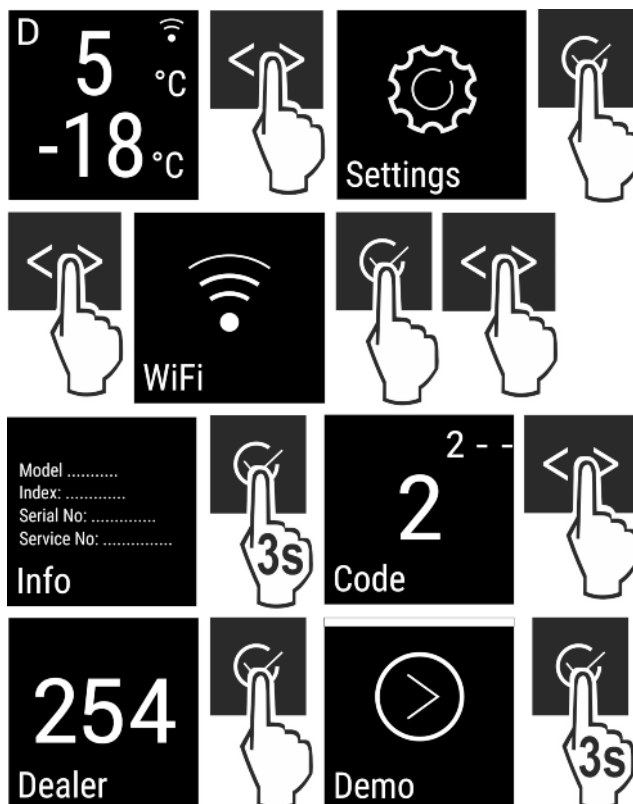 D
5 °C
-18 °C
< >
Settings
< >
WiFi
< >
Model ...........
Index: .............
Serial No: ..............
Service No: ...............
Info
3s
2 - -
2
Code
< >
254
Dealer
>
Demo
3s